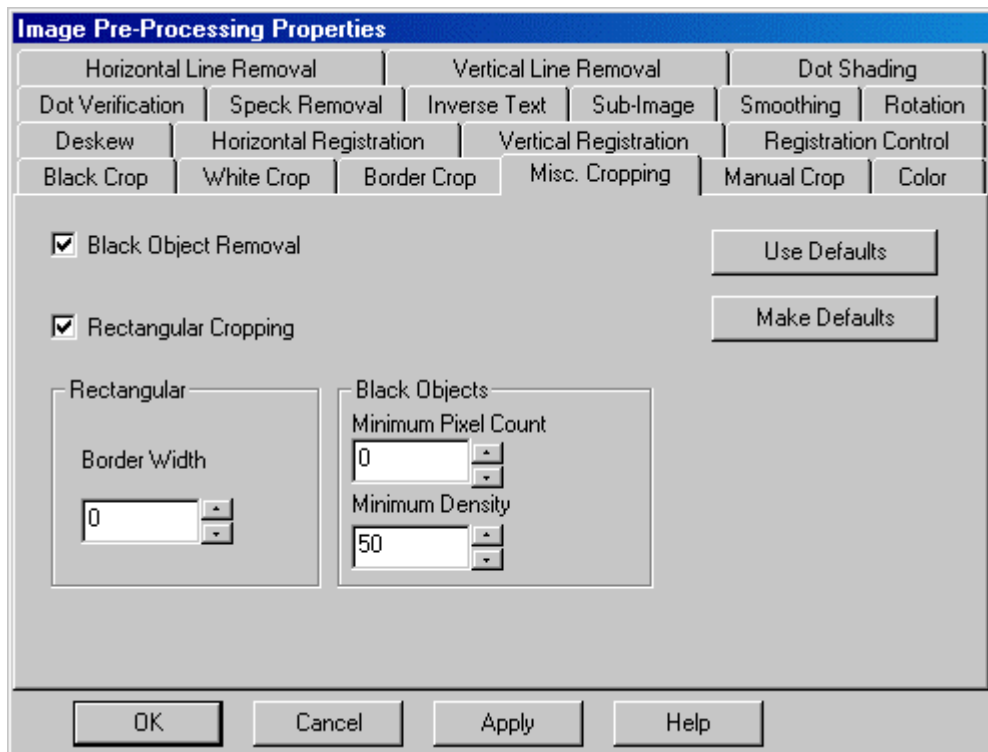 Image Pre-Processing Properties
Horizontal Line Removal Vertical Line Removal Dot Shading
Dot Verification Speck Removal Inverse Text Sub-Image Smoothing Rotation
Deskew Horizontal Registration Vertical Registration Registration Control
Black Crop White Crop Border Crop Misc. Cropping Manual Crop Color
Black Object Removal
Use Defaults
Rectangular Cropping
Make Defaults
Rectangular
Border Width
0
Black Objects
Minimum Pixel Count
0
Minimum Density
50
OK Cancel Apply Help